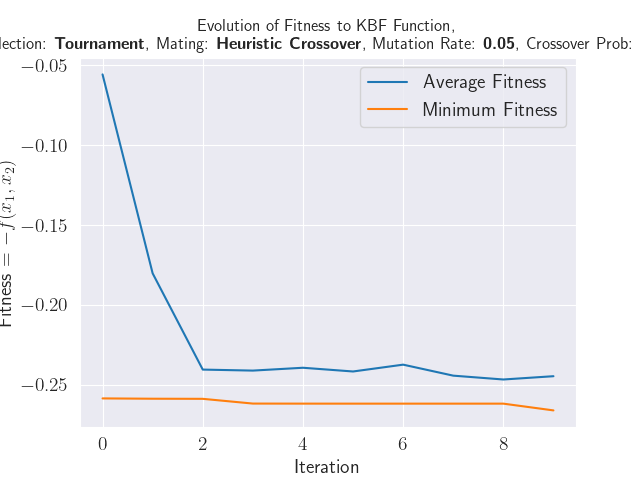 Evolution of Fitness to KBF Function,
lection: Tournament, Mating: Heuristic Crossover, Mutation Rate: 0.05, Crossover Prob:
−0.05
Average Fitness
Minimum Fitness
−0.10
−0.15
−0.20
−0.25
Fitness = −f(x₁, x₂)
0 2 4 6 8
Iteration